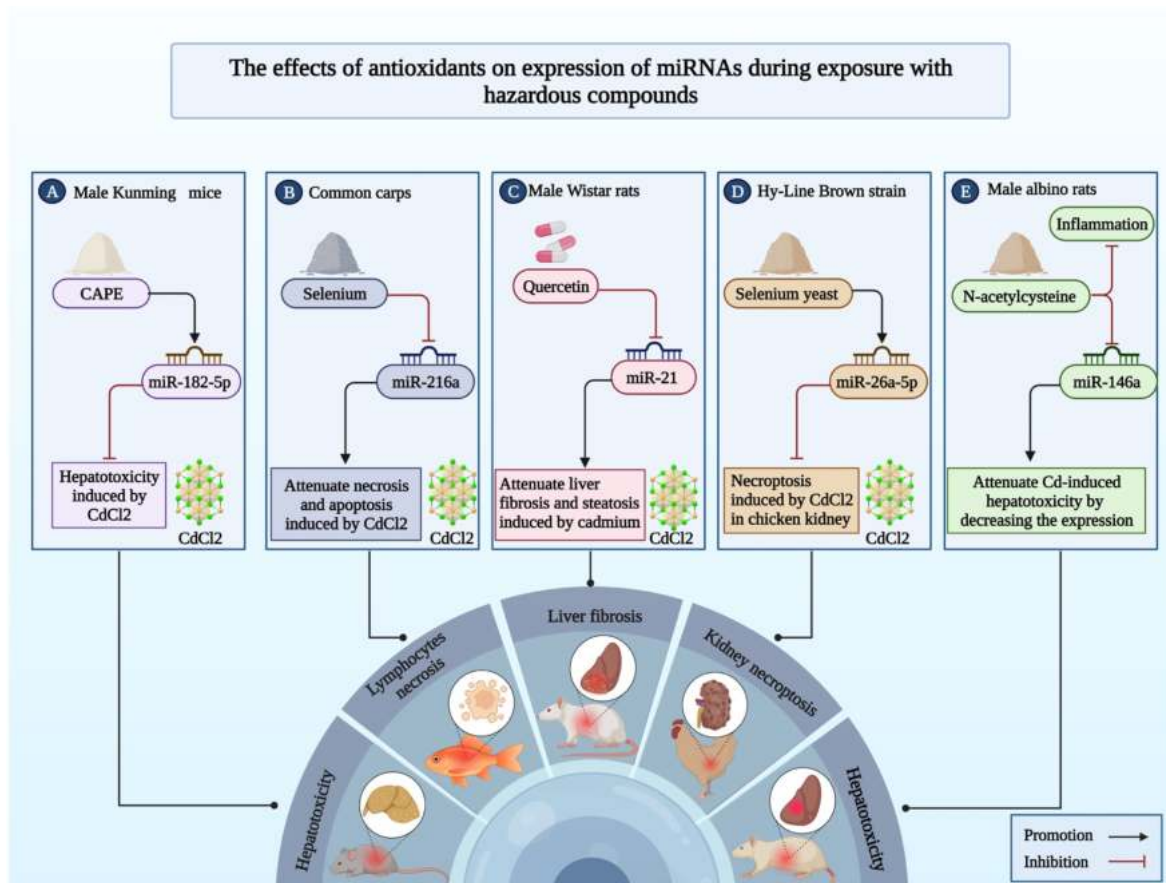 The effects of antioxidants on expression of miRNAs during exposure with
hazardous compounds
A Male Kunming mice
CAPE
miR-182-5p
Hepatotoxicity
induced by
CdCl2
CdCl2
B Common carps
Selenium
miR-216a
Attenuate necrosis
and apoptosis
induced by CdCl2
CdCl2
C Male Wistar rats
Quercetin
miR-21
Attenuate liver
fibrosis and steatosis
induced by cadmium
CdCl2
D Hy-Line Brown strain
Selenium yeast
miR-26a-5p
Necroptosis
induced by CdCl2
in chicken kidney
CdCl2
E Male albino rats
Inflammation
N-acetylcysteine
miR-146a
Attenuate Cd-induced
hepatotoxicity by
decreasing the expression
Hepatotoxicity
Lymphocytes
necrosis
Liver fibrosis
Kidney necroptosis
Hepatotoxicity
Promotion
Inhibition